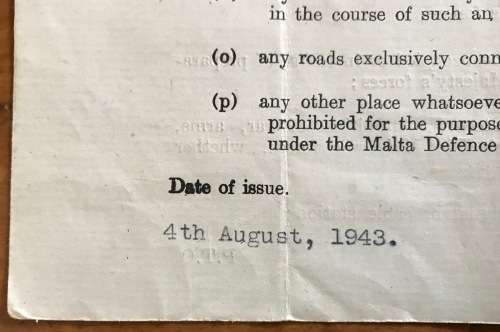 in the course of such an
(o) any roads exclusively conn
(p) any other place whatsoeve
prohibited for the purpose
under the Malta Defence
Date of issue.
4th August, 1943.